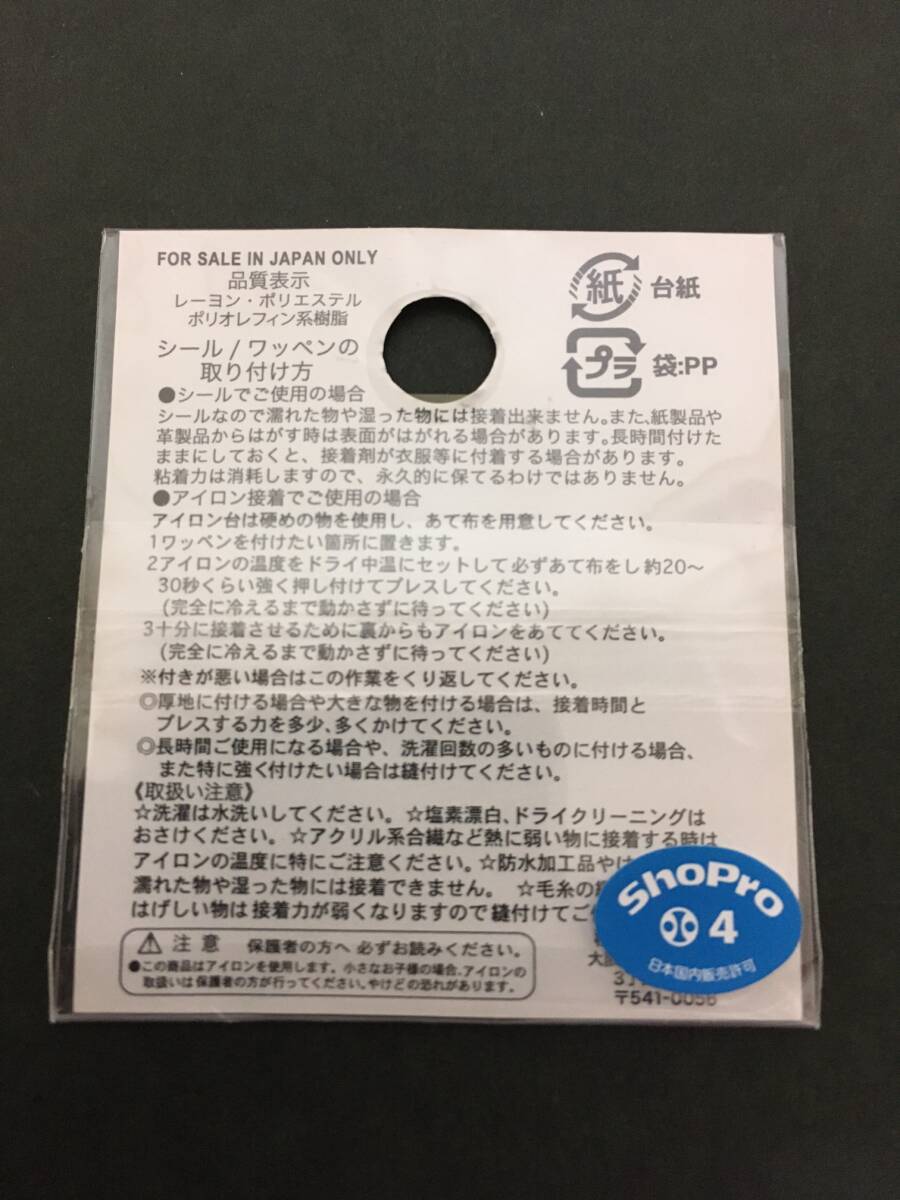 FOR SALE IN JAPAN ONLY
品質表示
レーヨン・ポリエステル
ポリオレフィン系樹脂
紙
台紙
プラ
袋:PP
シール/ワッペンの
取り付け方
●シールでご使用の場合
シールなので濡れた物や湿った物には接着出来ません。また、紙製品や
革製品からはがす時は表面がはがれる場合があります。長時間付けた
ままにしておくと、接着剤が衣服等に付着する場合があります。
粘着力は消耗しますので、永久的に保てるわけではありません。
●アイロン接着でご使用の場合
アイロン台は硬めの物を使用し、あて布を用意してください。
1ワッペンを付けたい箇所に置きます。
2アイロンの温度をドライ中温にセットして必ずあて布をし約20〜
30秒くらい強く押し付けてプレスしてください。
(完全に冷えるまで動かさずに待ってください)
3十分に接着させるために裏からもアイロンをあててください。
(完全に冷えるまで動かさずに待ってください)
※付きが悪い場合はこの作業をくり返してください。
◎厚地に付ける場合や大きな物を付ける場合は、接着時間と
プレスする力を多少、多くかけてください。
◎長時間ご使用になる場合や、洗濯回数の多いものに付ける場合、
また特に強く付けたい場合は縫付けてください。
《取扱い注意》
☆洗濯は水洗いしてください。☆塩素漂白、ドライクリーニングは
おさけください。☆アクリル系合繊など熱に弱い物に接着する時は
アイロンの温度に特にご注意ください。☆防水加工品やは
濡れた物や湿った物には接着できません。 ☆毛糸の
はげしい物は接着力が弱くなりますので縫付けてご
⚠ 注意 保護者の方へ必ずお読みください。
●この商品はアイロンを使用します。小さなお子様の場合、アイロンの
取扱いは保護者の方が行ってください。やけどの恐れがあります。
〒541-0056
ShoPro
4
日本国内販売許可